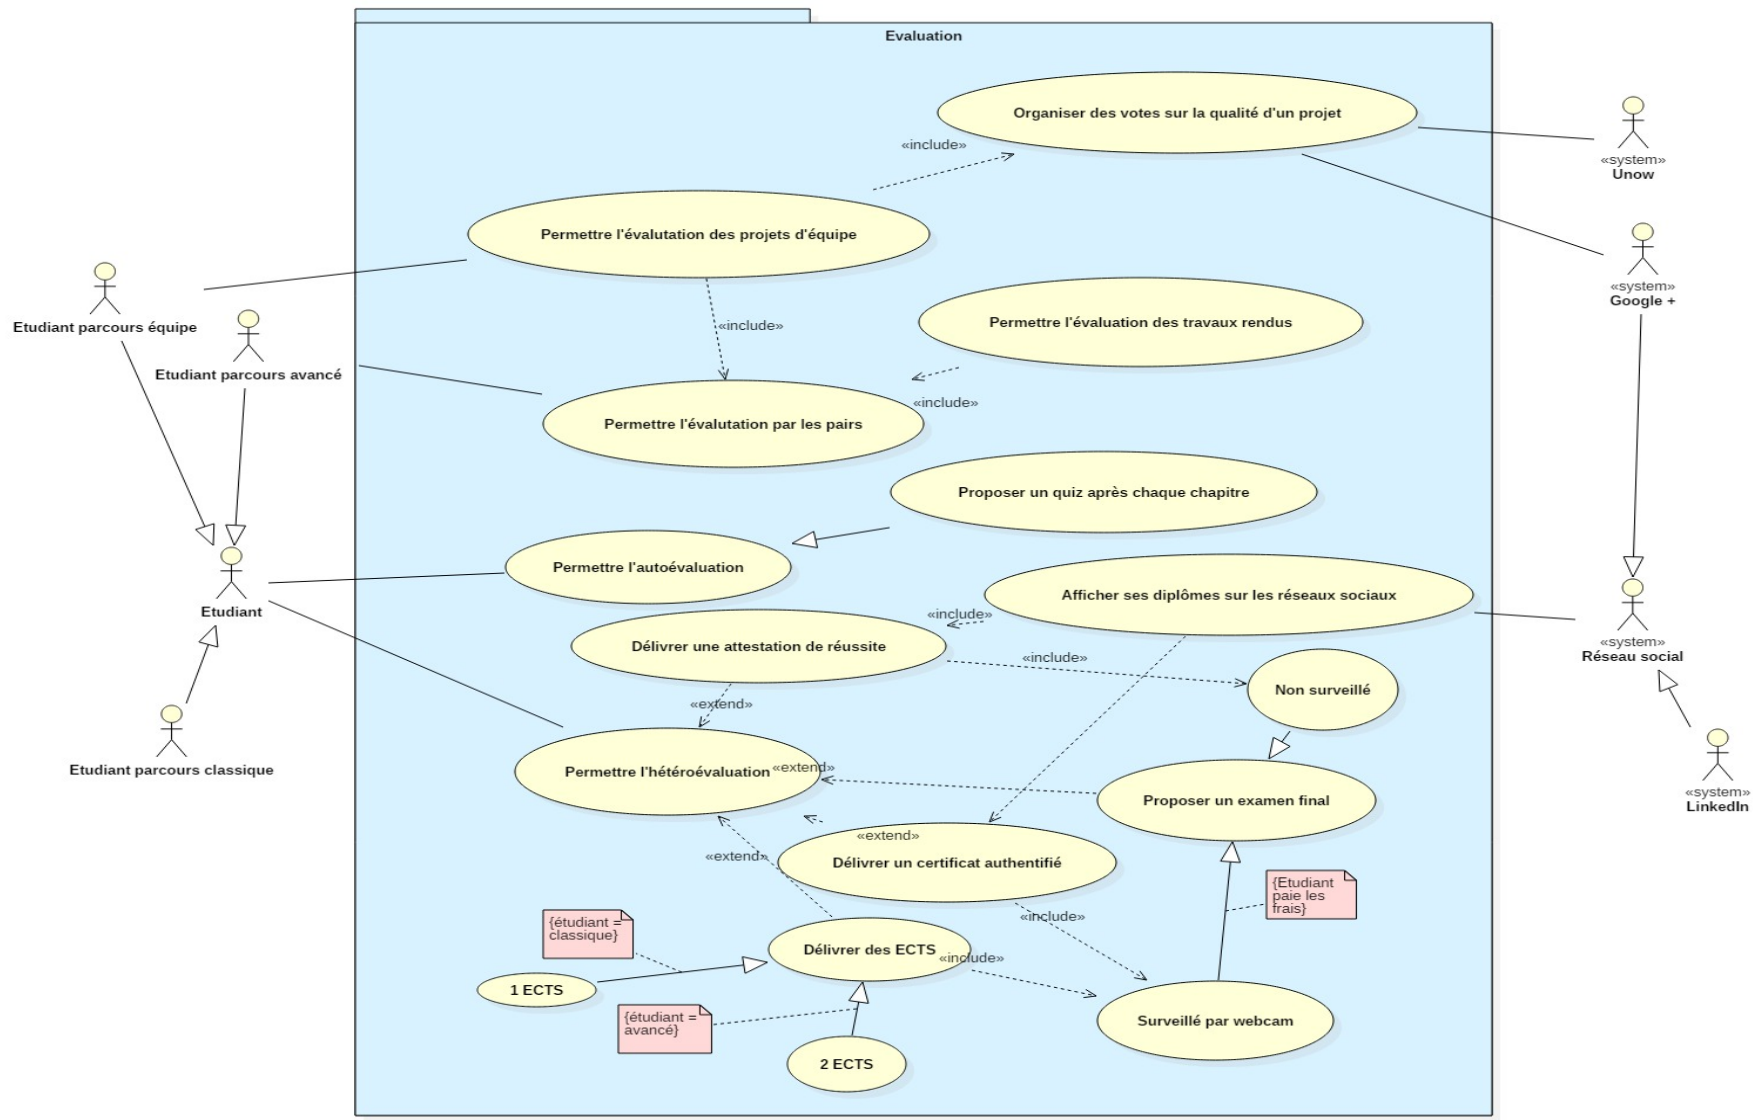 Evaluation
Organiser des votes sur la qualité d'un projet
«include»
«system»
Unow
Permettre l'évalutation des projets d'équipe
«system»
Google +
Etudiant parcours équipe
«include»
Permettre l'évaluation des travaux rendus
Etudiant parcours avancé
«include»
Permettre l'évalutation par les pairs
Proposer un quiz après chaque chapitre
Permettre l'autoévaluation
Afficher ses diplômes sur les réseaux sociaux
Etudiant
«include»
Délivrer une attestation de réussite
«include»
«system»
Réseau social
Non surveillé
«extend»
Etudiant parcours classique
Permettre l'hétéroévaluation
«extend»
Proposer un examen final
«system»
LinkedIn
«extend»
«extend»
Délivrer un certificat authentifié
{Etudiant
paie les
frais}
«include»
{étudiant =
classique}
Délivrer des ECTS
«include»
1 ECTS
{étudiant =
avancé}
Surveillé par webcam
2 ECTS